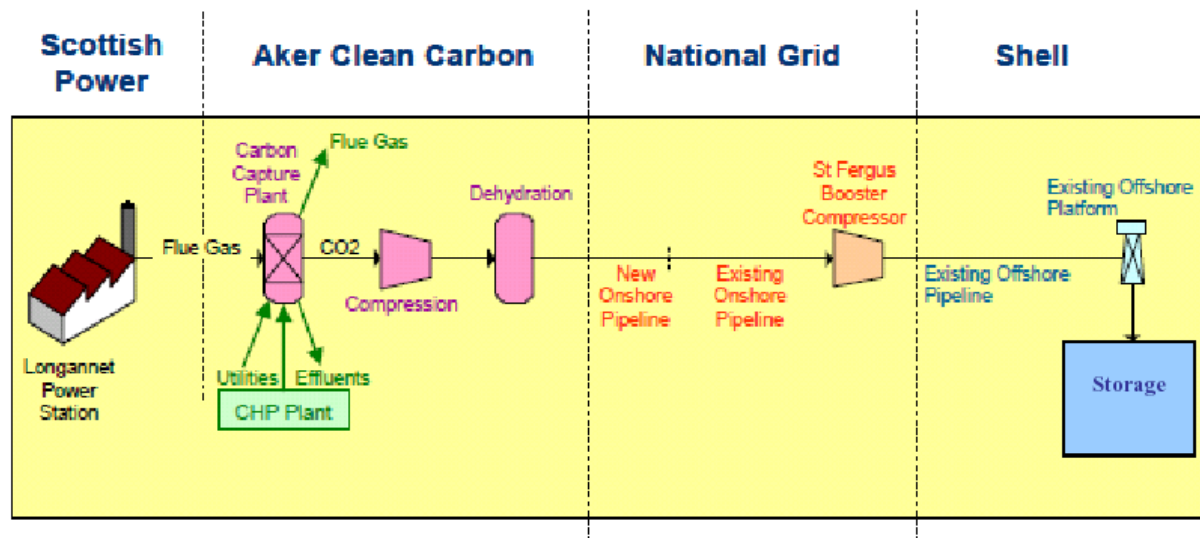 Scottish
Power
Aker Clean Carbon
National Grid
Shell
Flue Gas
Carbon
Capture
Plant
Dehydration
St Fergus
Booster
Compressor
Existing Offshore
Platform
Flue Gas
CO2
Compression
New
Onshore
Pipeline
Existing
Onshore
Pipeline
Existing Offshore
Pipeline
Longannet
Power
Station
Utilities
Effluents
CHP Plant
Storage